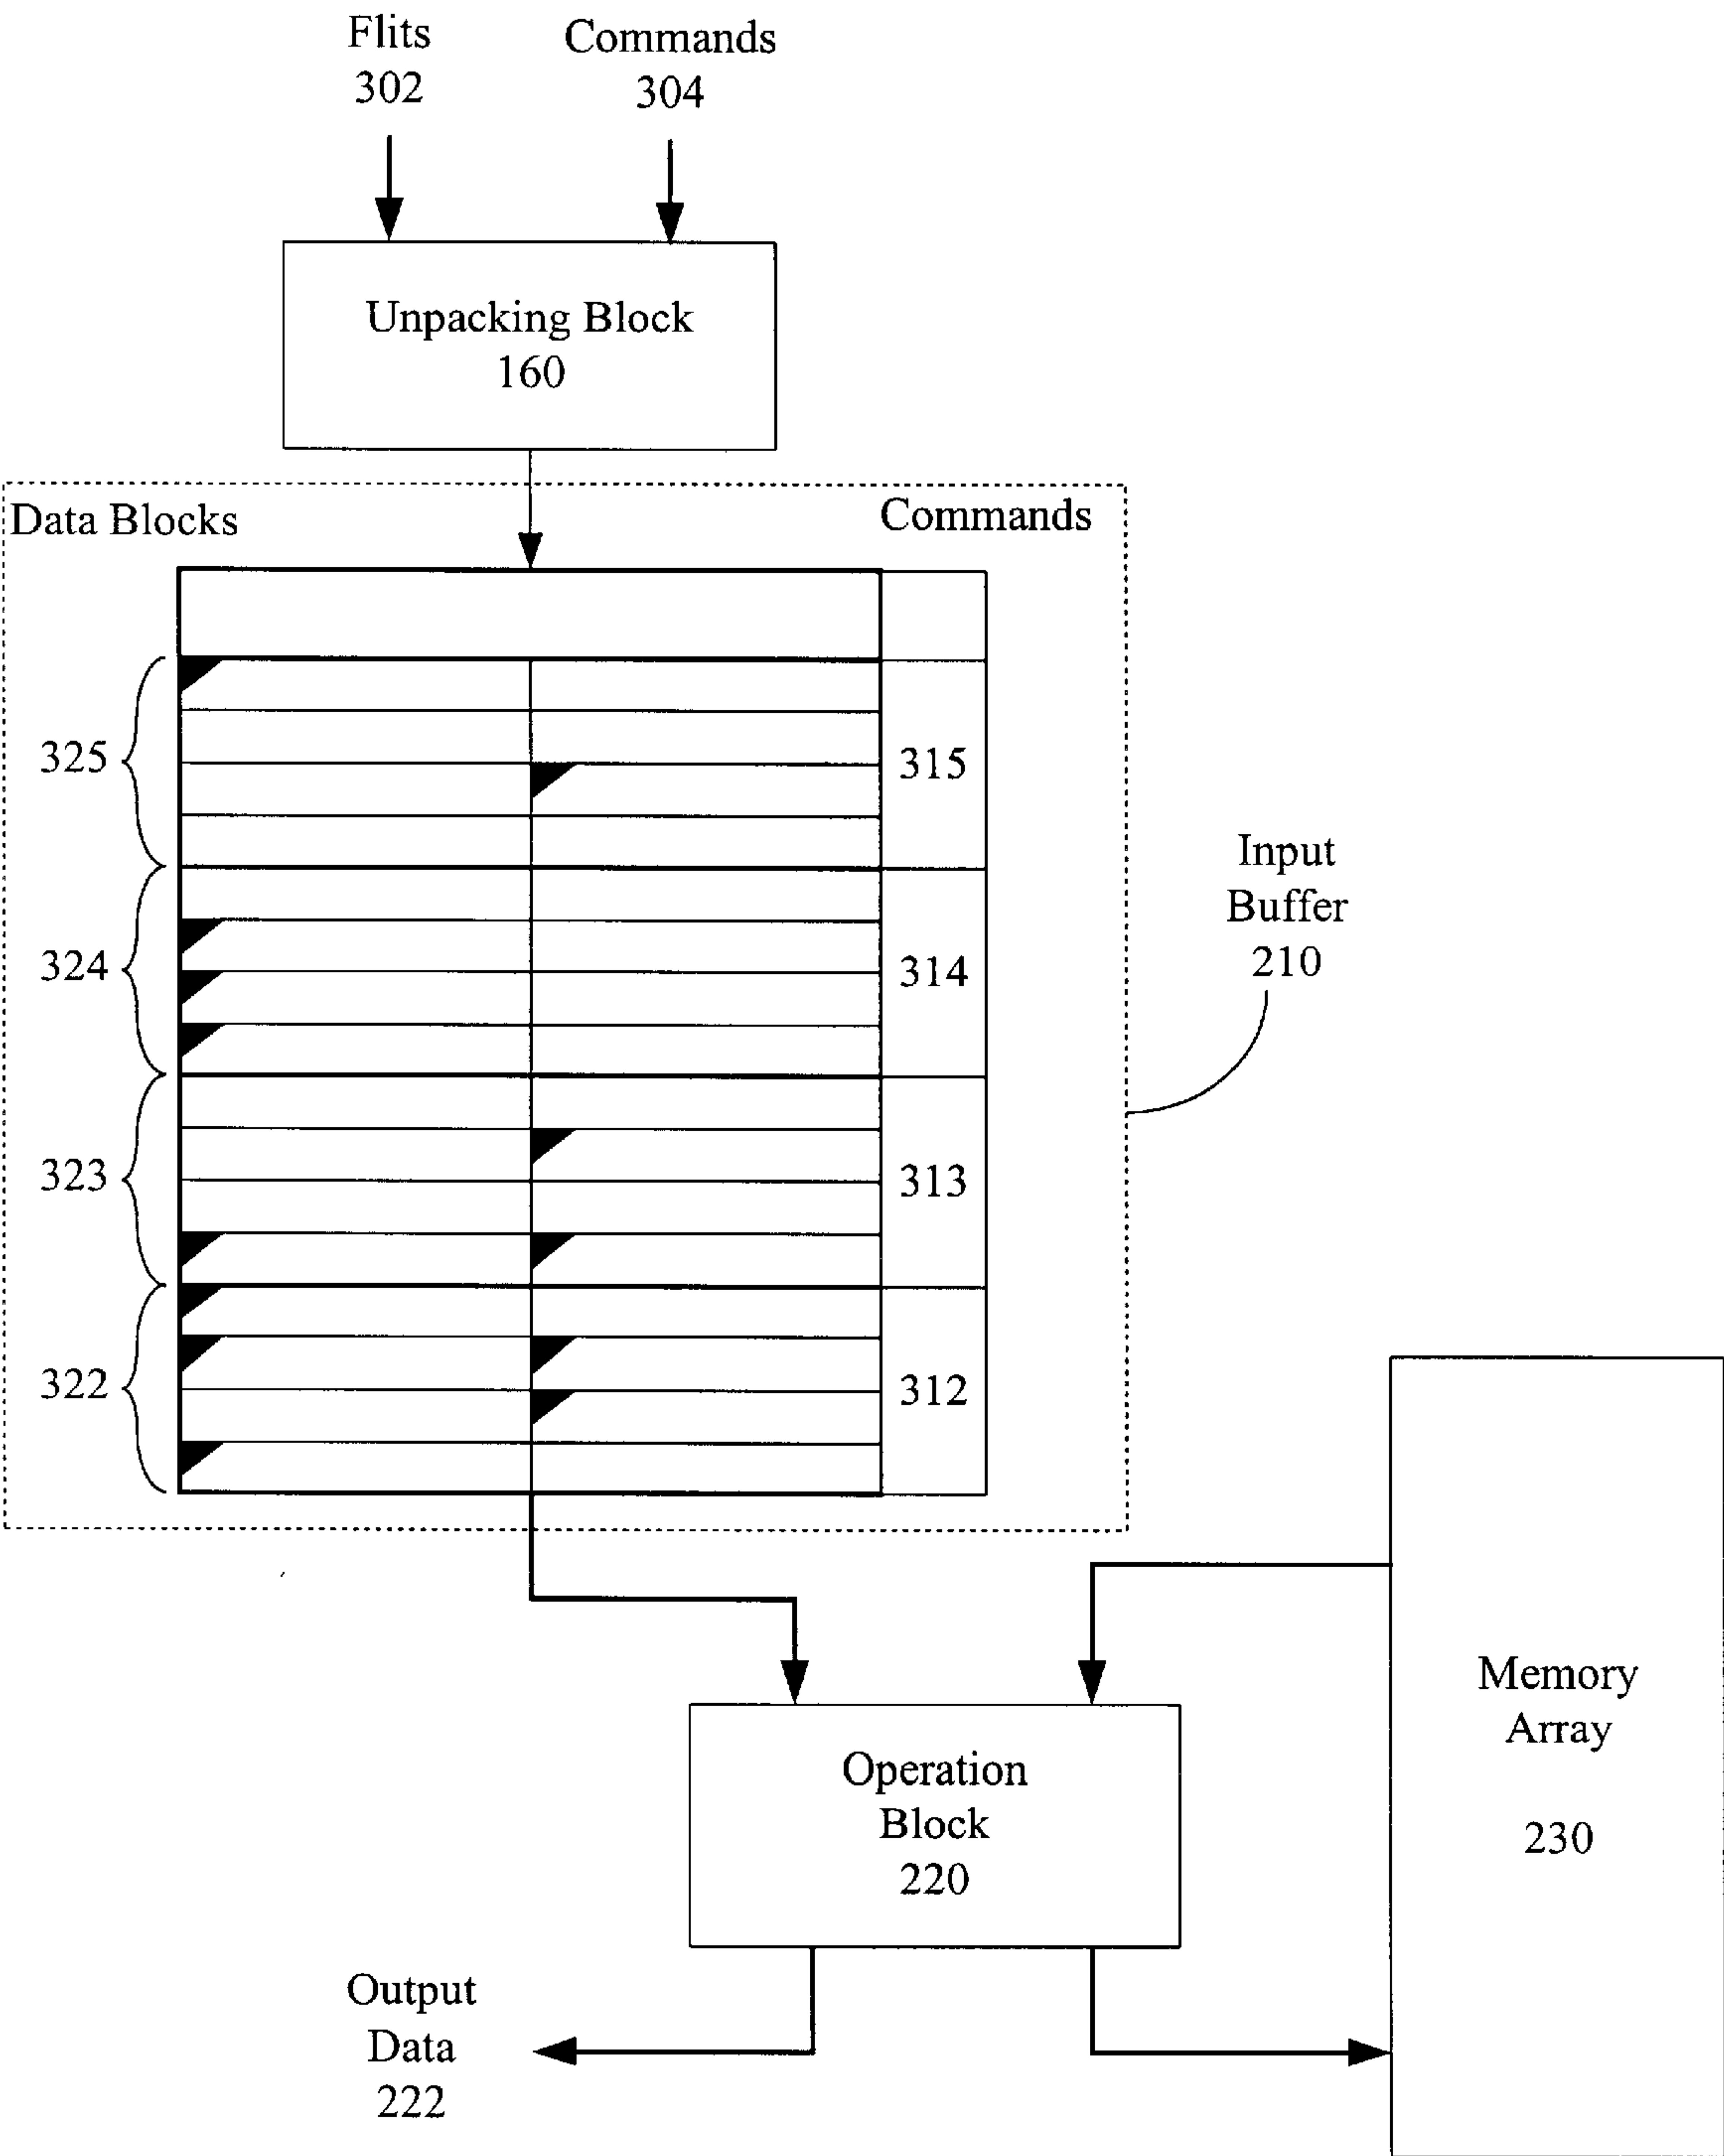 Flits
302
Commands
304
Unpacking Block
160
Data Blocks
Commands
325
315
324
314
323
313
322
312
Input
Buffer
210
Memory
Array
230
Operation
Block
220
Output
Data
222